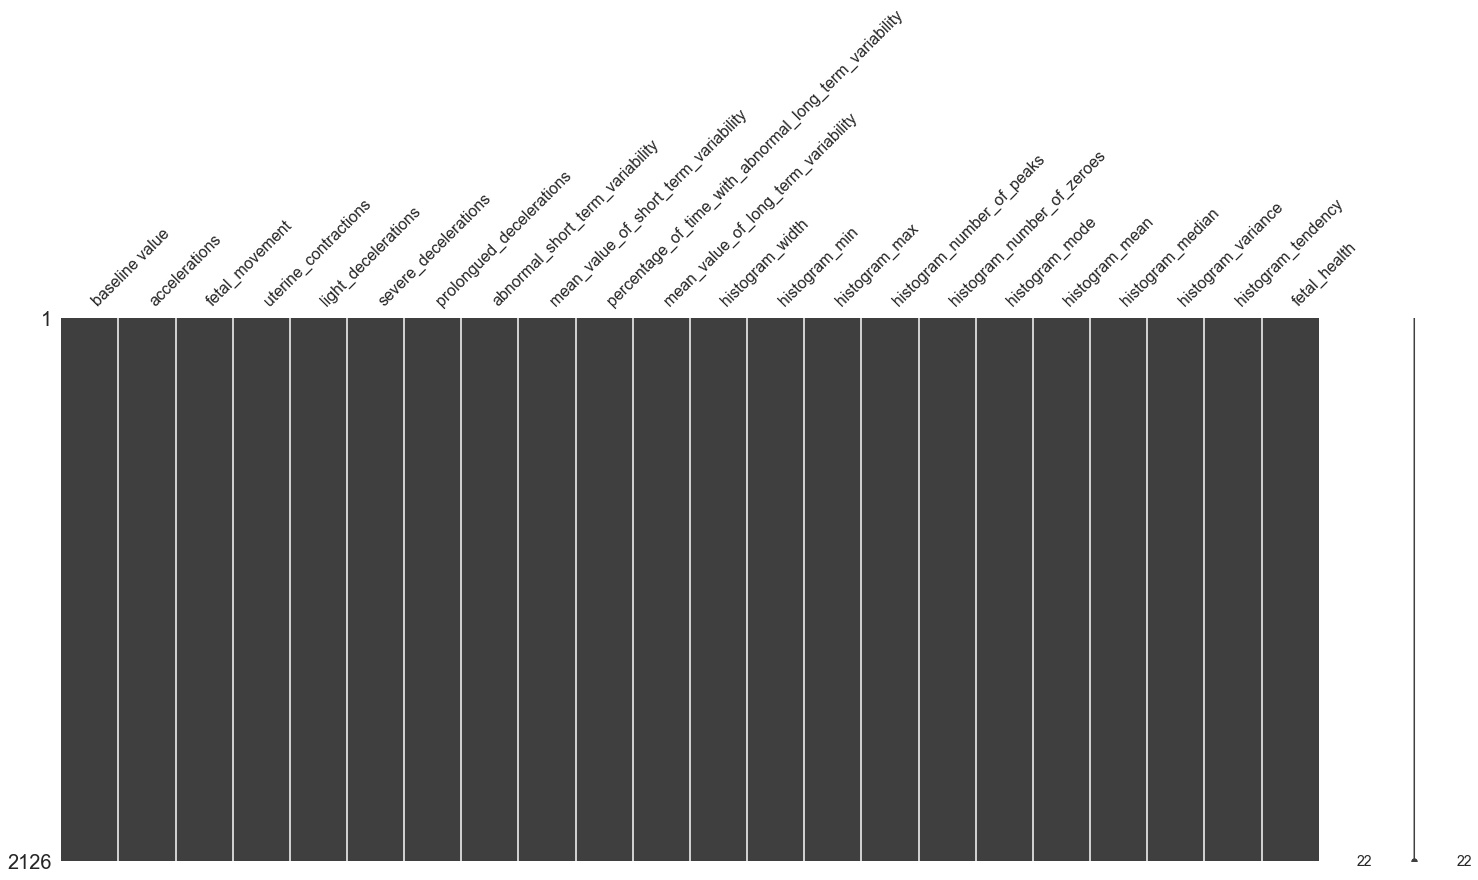 baseline value
accelerations
fetal_movement
uterine_contractions
light_decelerations
severe_decelerations
prolongued_decelerations
abnormal_short_term_variability
mean_value_of_short_term_variability
percentage_of_time_with_abnormal_long_term_variability
mean_value_of_long_term_variability
histogram_width
histogram_min
histogram_max
histogram_number_of_peaks
histogram_number_of_zeroes
histogram_mode
histogram_mean
histogram_median
histogram_variance
histogram_tendency
fetal_health
1
2126
22
22